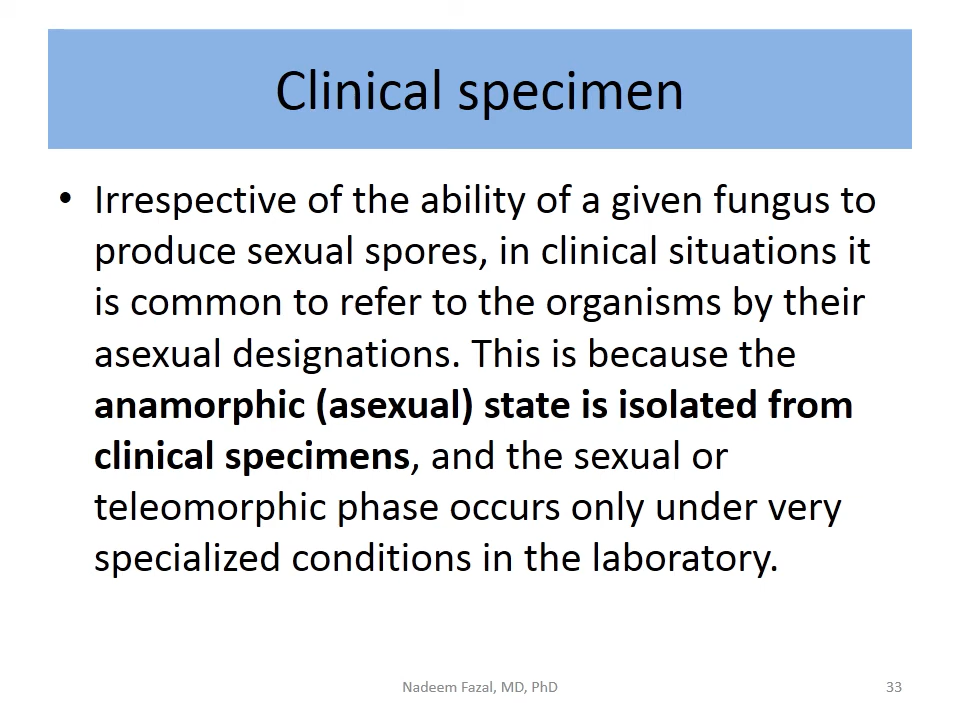 Clinical specimen
• Irrespective of the ability of a given fungus to
produce sexual spores, in clinical situations it
is common to refer to the organisms by their
asexual designations. This is because the
anamorphic (asexual) state is isolated from
clinical specimens, and the sexual or
teleomorphic phase occurs only under very
specialized conditions in the laboratory.
Nadeem Fazal, MD, PhD
33